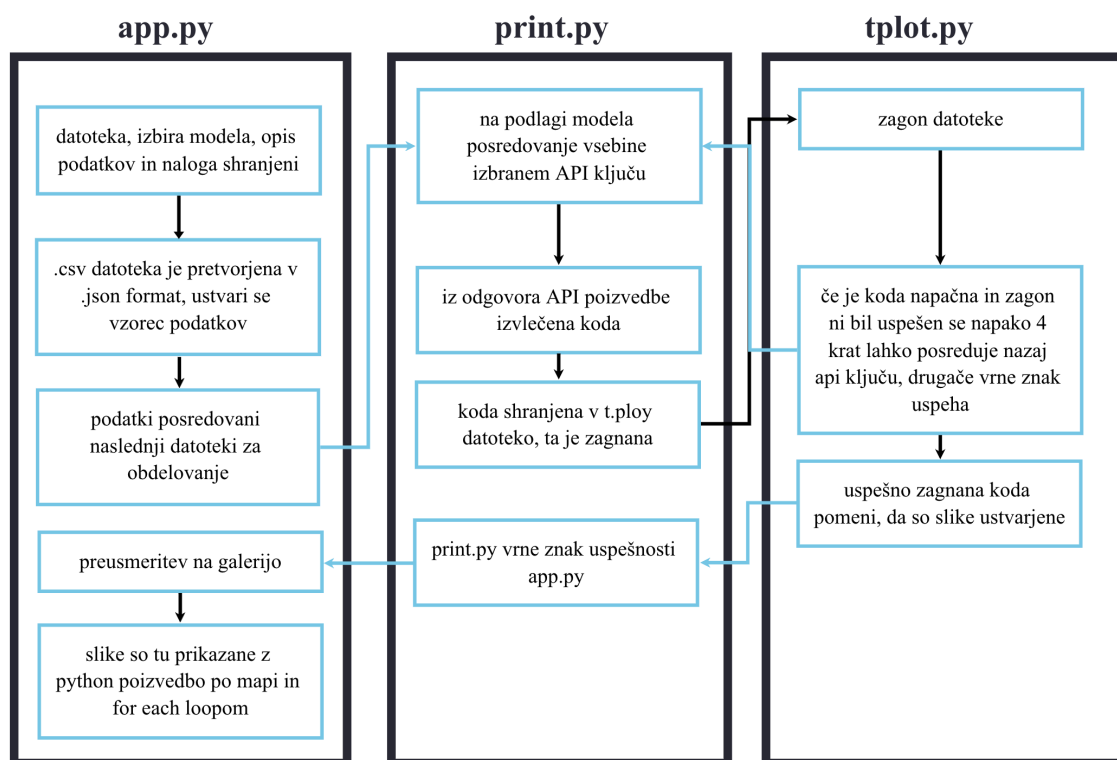 app.py
datoteka, izbira modela, opis
podatkov in naloga shranjeni
.csv datoteka je pretvorjena v
.json format, ustvari se
vzorec podatkov
podatki posredovani
naslednji datoteki za
obdelovanje
preusmeritev na galerijo
slike so tu prikazane z
python poizvedbo po mapi in
for each loopom
print.py
na podlagi modela
posredovanje vsebine
izbranem API ključu
iz odgovora API poizvedbe
izvlečena koda
koda shranjena v t.ploy
datoteko, ta je zagnana
print.py vrne znak uspešnosti
app.py
tplot.py
zagon datoteke
če je koda napačna in zagon
ni bil uspešen se napako 4
krat lahko posreduje nazaj
api ključu, drugače vrne znak
uspeha
uspešno zagnana koda
pomeni, da so slike ustvarjene